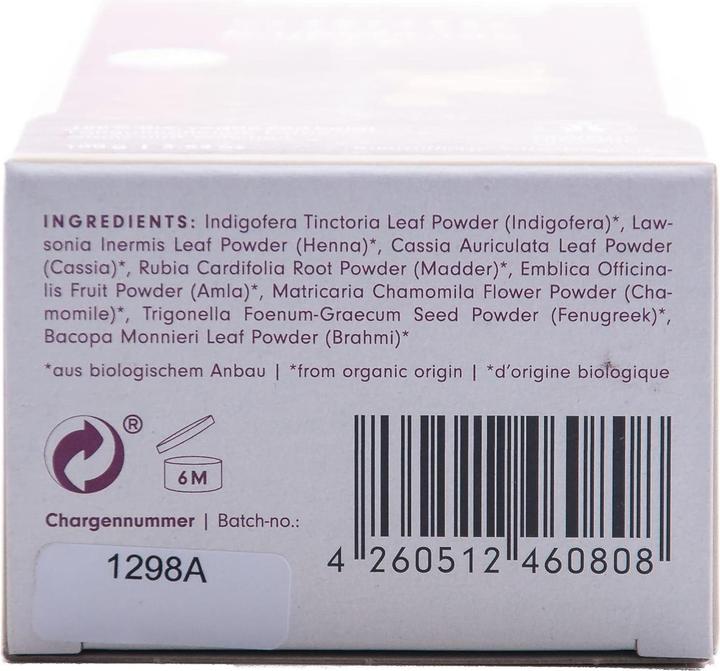 INGREDIENTS: Indigofera Tinctoria Leaf Powder (Indigofera)*, Law-
sonia Inermis Leaf Powder (Henna)*, Cassia Auriculata Leaf Powder
(Cassia)*, Rubia Cardifolia Root Powder (Madder)*, Emblica Officina-
lis Fruit Powder (Amla)*, Matricaria Chamomila Flower Powder (Cha-
momile)*, Trigonella Foenum-Graecum Seed Powder (Fenugreek)*,
Bacopa Monnieri Leaf Powder (Brahmi)*
*aus biologischem Anbau | *from organic origin | *d'origine biologique
®
6M
Chargennummer | Batch-no.:
1298A
4 260512 460808